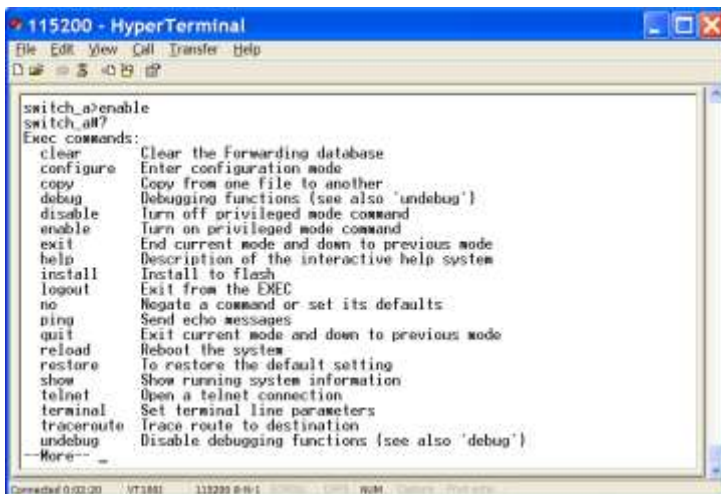 115200 - HyperTerminal
File Edit View Call Transfer Help
switch_a>enable
switch_a#?
Exec commands:
clear Clear the Forwarding database
configure Enter configuration mode
copy Copy from one file to another
debug Debugging functions (see also 'undebug')
disable Turn off privileged mode command
enable Turn on privileged mode command
exit End current mode and down to previous mode
help Description of the interactive help system
install Install to flash
logout Exit from the EXEC
no Negate a command or set its defaults
ping Send echo messages
quit Exit current mode and down to previous mode
reload Reboot the system
restore To restore the default setting
show Show running system information
telnet Open a telnet connection
terminal Set terminal line parameters
traceroute Trace route to destination
undebug Disable debugging functions (see also 'debug')
--More-- _
Connected 0:02:20 VT100J 115200 8-N-1 SCROLL CAPS NUM Capture Print echo